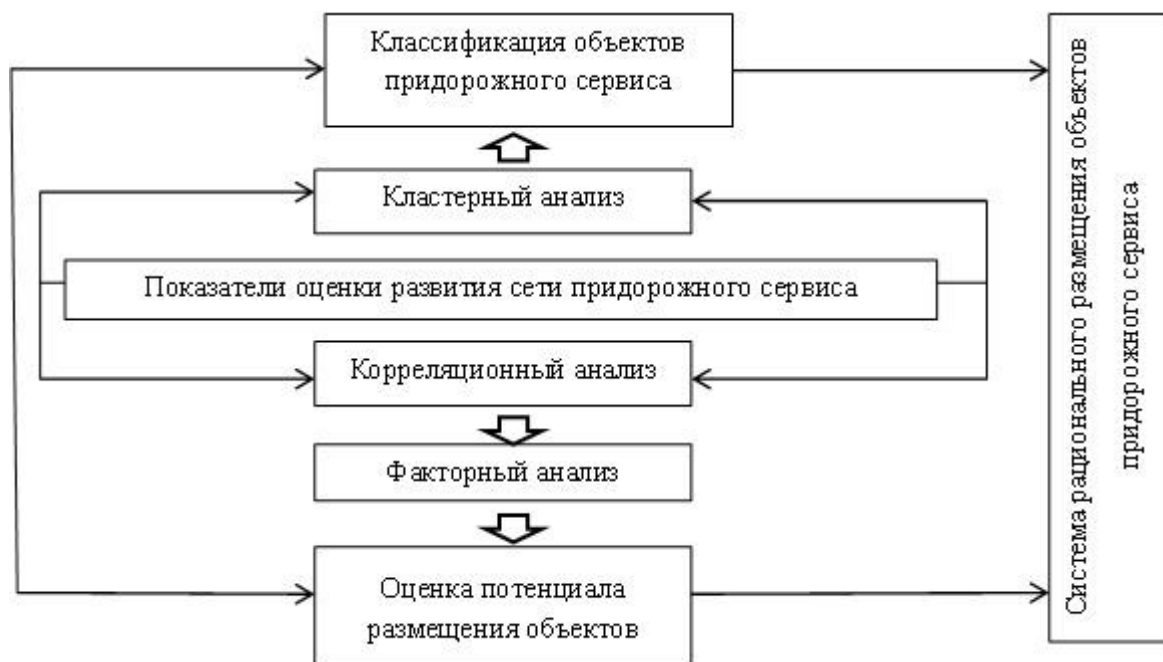 Классификация объектов
придорожного сервиса
Кластерный анализ
Показатели оценки развития сети придорожного сервиса
Корреляционный анализ
Факторный анализ
Оценка потенциала
размещения объектов
Система рационального размещения объектов
придорожного сервиса